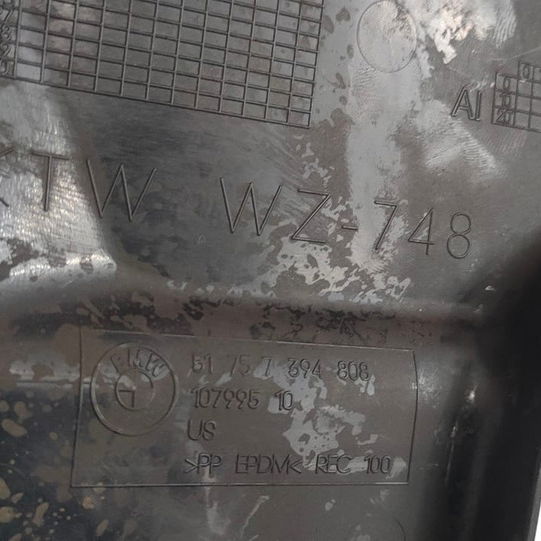 AI
KTW WZ-748
BMW
51 75 7 394 808
107995 10
US
>PP EPDM< REC 100